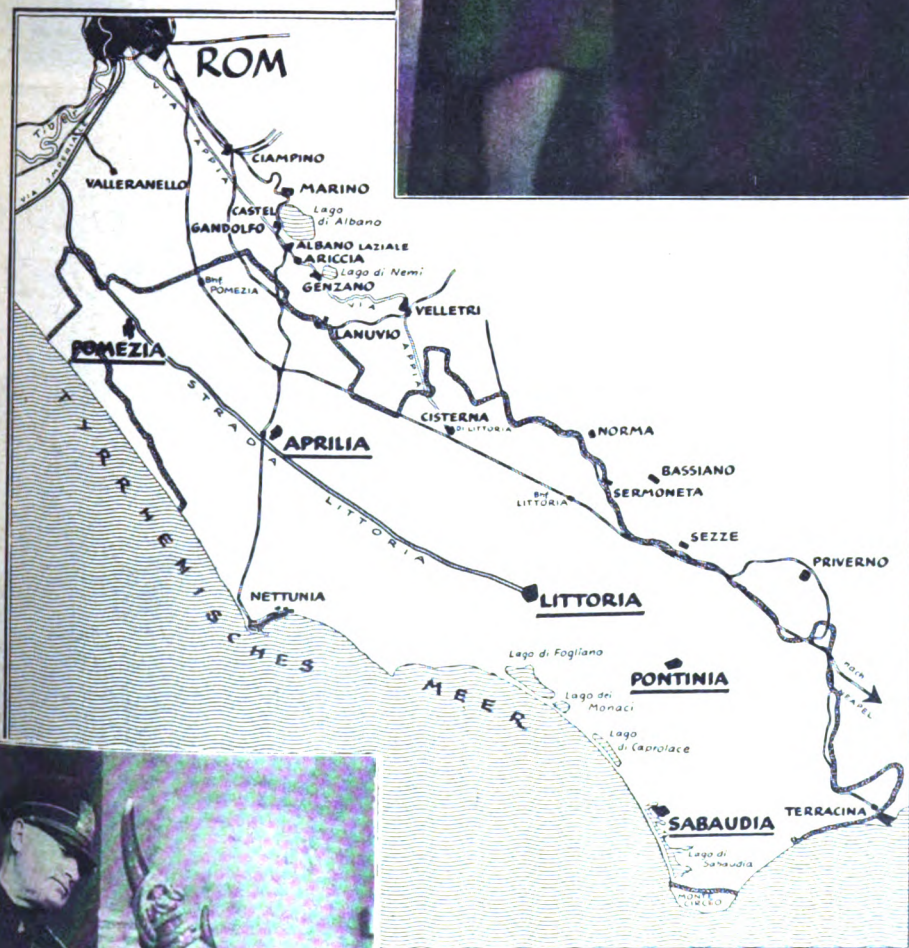 ROM
TIBER
VIA IMPERIALE
VIA APPIA
CIAMPINO
VALLERANELLO
MARINO
CASTEL GANDOLFO
Lago di Albano
ALBANO LAZIALE
ARICCIA
Lago di Nemi
GENZANO
Bhf POMEZIA
VIA APPIA
VELLETRI
LANUVIO
POMEZIA
STRADA LITTORIA
CISTERNA
DI LITTORIA
NORMA
APRILIA
BASSIANO
SERMONETA
Bhf LITTORIA
SEZZE
PRIVERNO
NETTUNIA
LITTORIA
TYRRHENISCHES MEER
Lago di Fogliano
PONTINIA
nach NEAPEL
Lago dei Monaci
Lago di Caprolace
SABAUDIA
TERRACINA
Lago di Sabaudia
MONTE CIRCEO